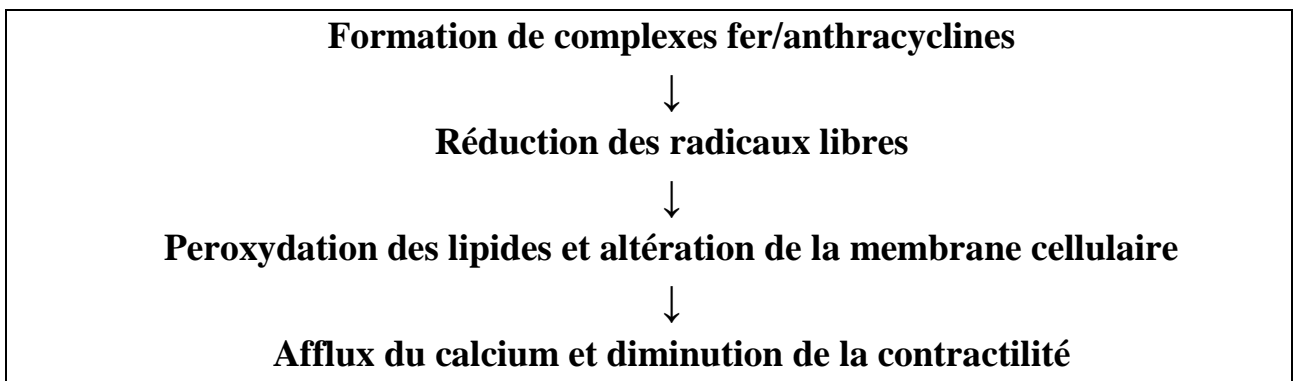 Formation de complexes fer/anthracyclines
↓
Réduction des radicaux libres
↓
Peroxydation des lipides et altération de la membrane cellulaire
↓
Afflux du calcium et diminution de la contractilité